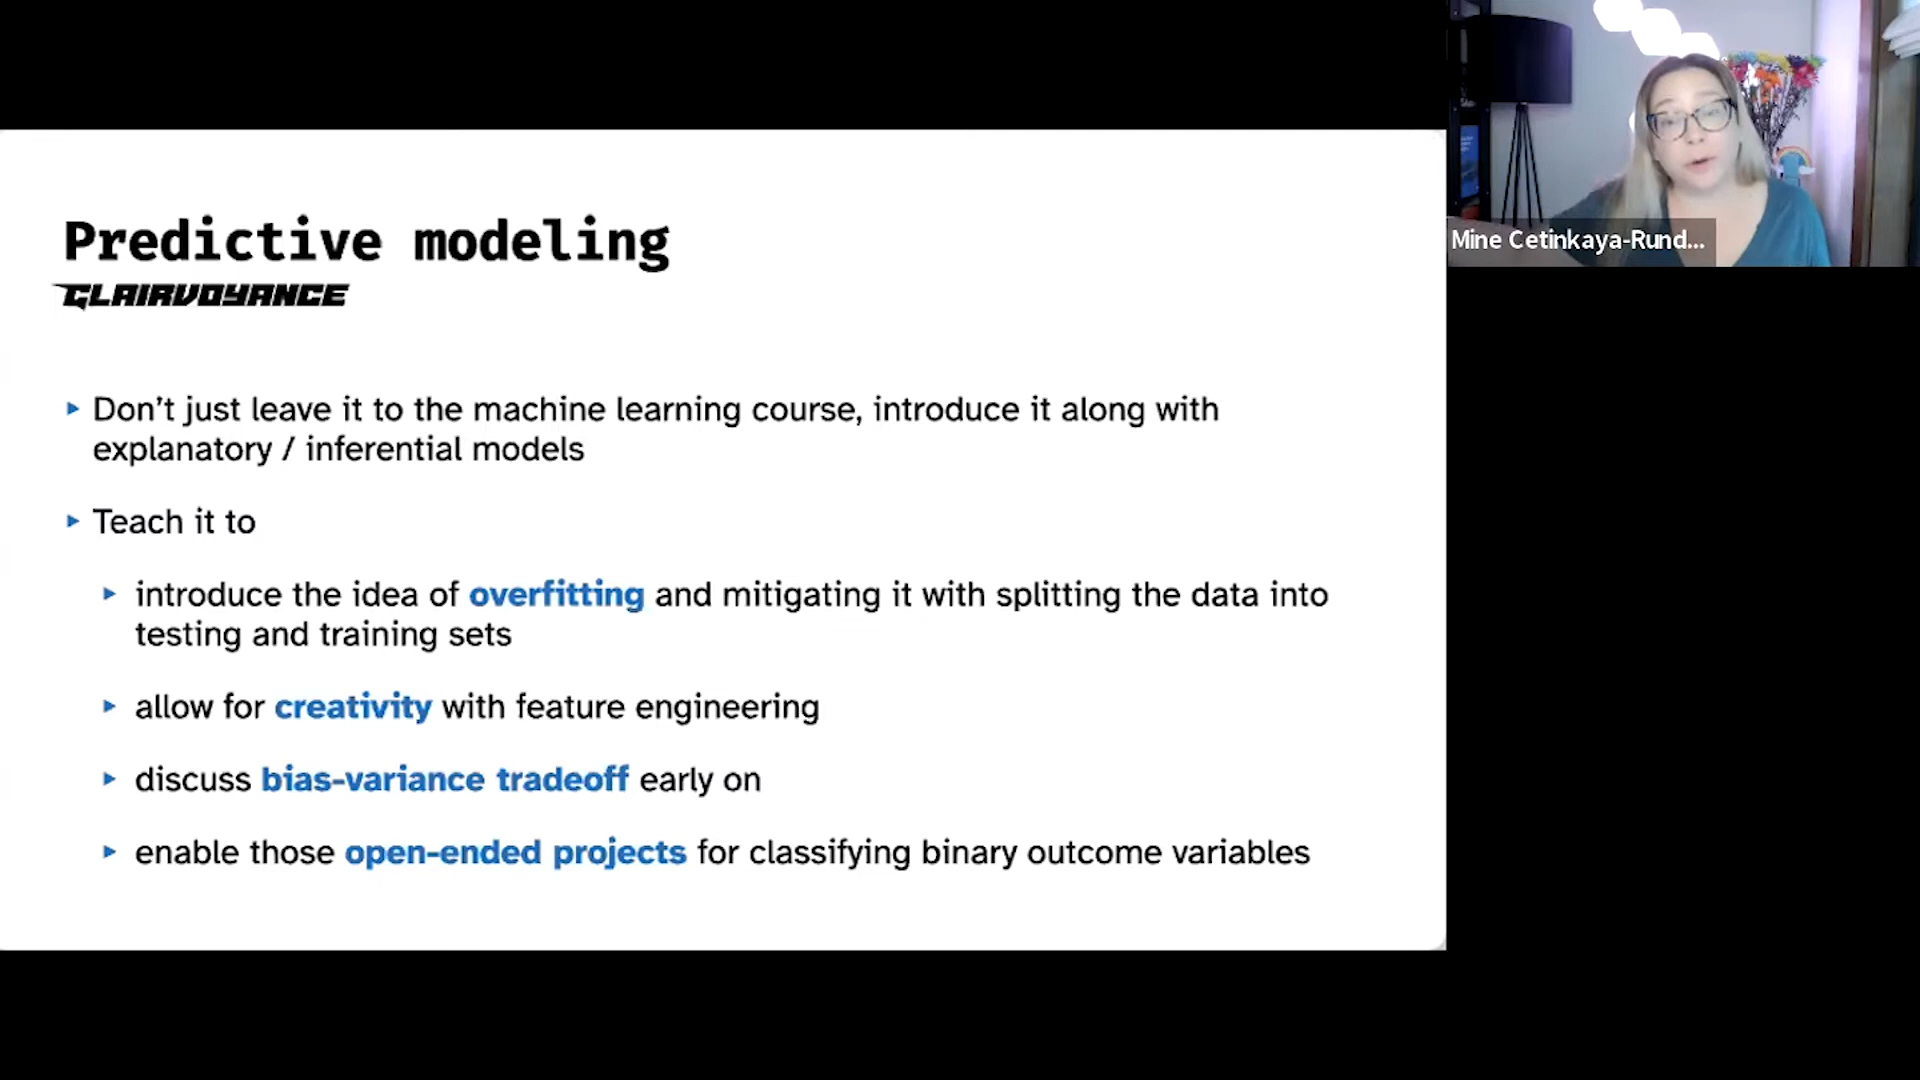 Predictive modeling
CLAIRVOYANCE
Don't just leave it to the machine learning course, introduce it along with
explanatory / inferential models
Teach it to
introduce the idea of overfitting and mitigating it with splitting the data into
testing and training sets
allow for creativity with feature engineering
discuss bias-variance tradeoff early on
enable those open-ended projects for classifying binary outcome variables
Mine Cetinkaya-Rund...